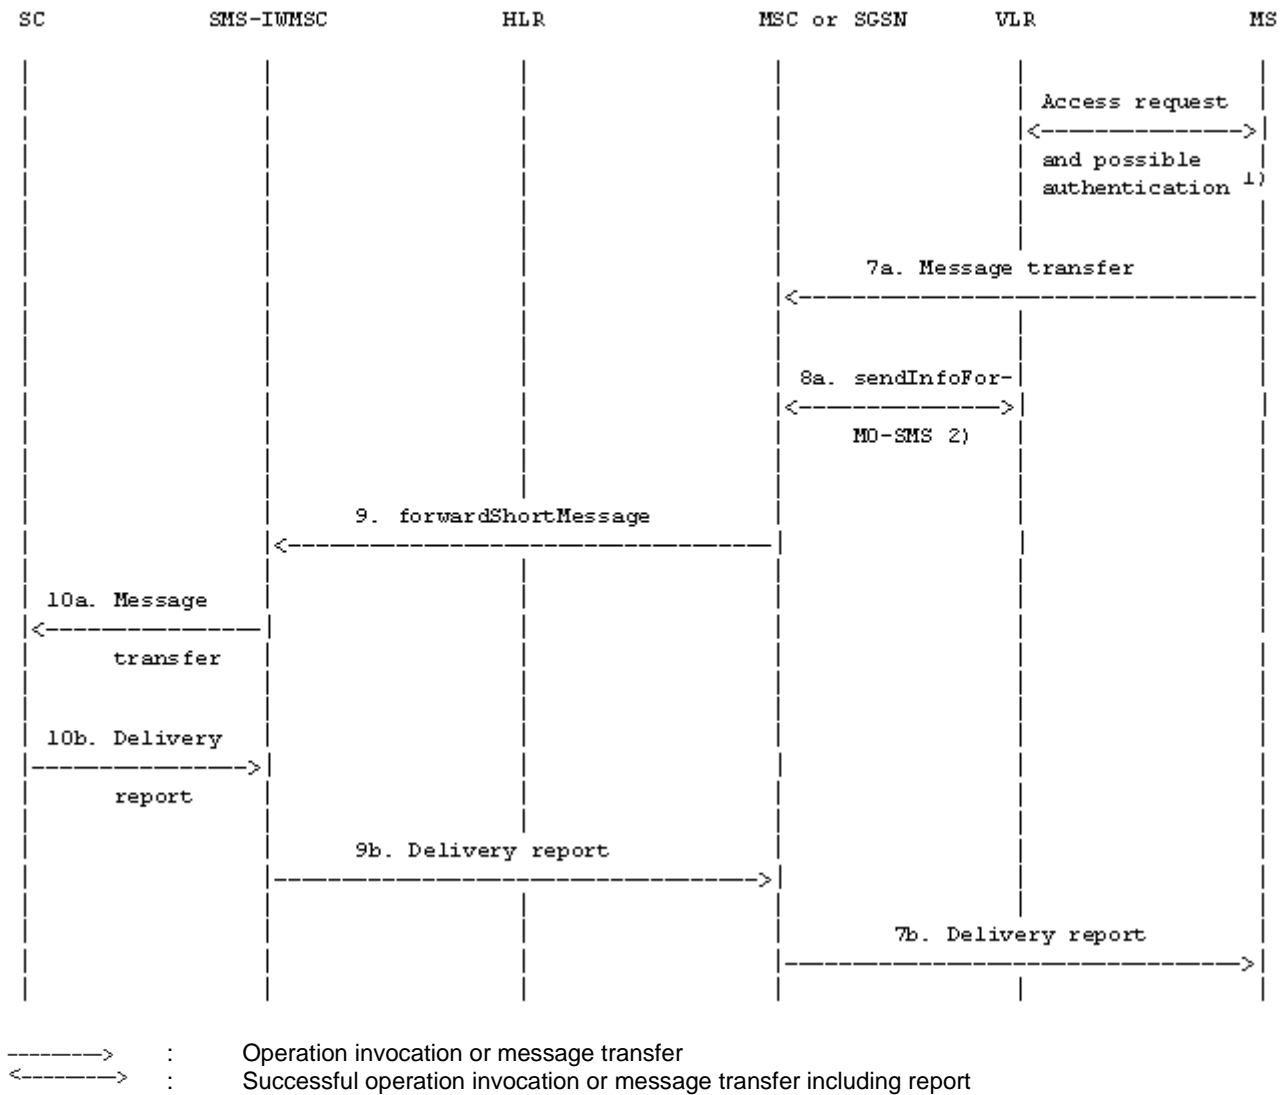 SC SMS-IWMSC HLR MSC or SGSN VLR MS
Access request
and possible
authentication 1)
7a. Message transfer
8a. sendInfoFor-
MO-SMS 2)
9. forwardShortMessage
10a. Message
transfer
10b. Delivery
report
9b. Delivery report
7b. Delivery report
: Operation invocation or message transfer
: Successful operation invocation or message transfer including report